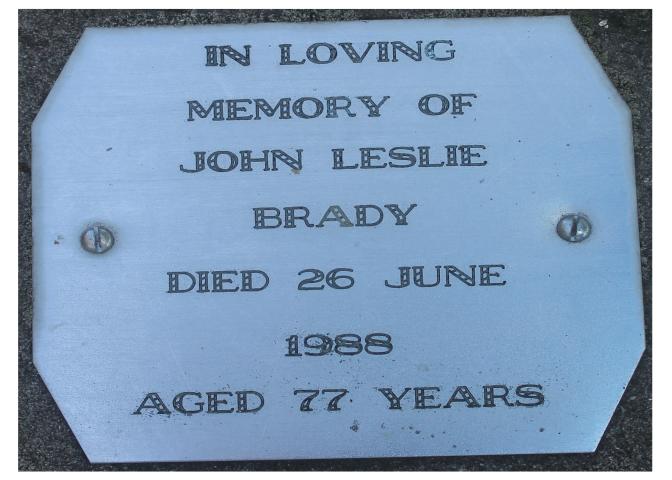 IN LOVING
MEMORY OF
JOHN LESLIE
BRADY
DIED 26 JUNE
1988
AGED 77 YEARS